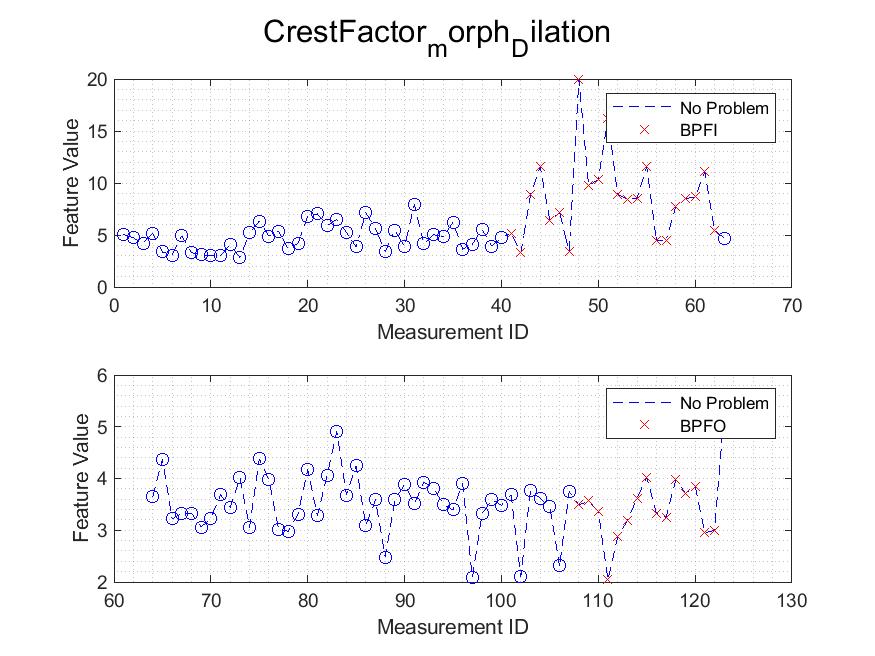 CrestFactor_morph_Dilation
20
15
10
5
0
Feature Value
No Problem
BPFI
0 10 20 30 40 50 60 70
Measurement ID
6
5
4
3
2
Feature Value
No Problem
BPFO
60 70 80 90 100 110 120 130
Measurement ID